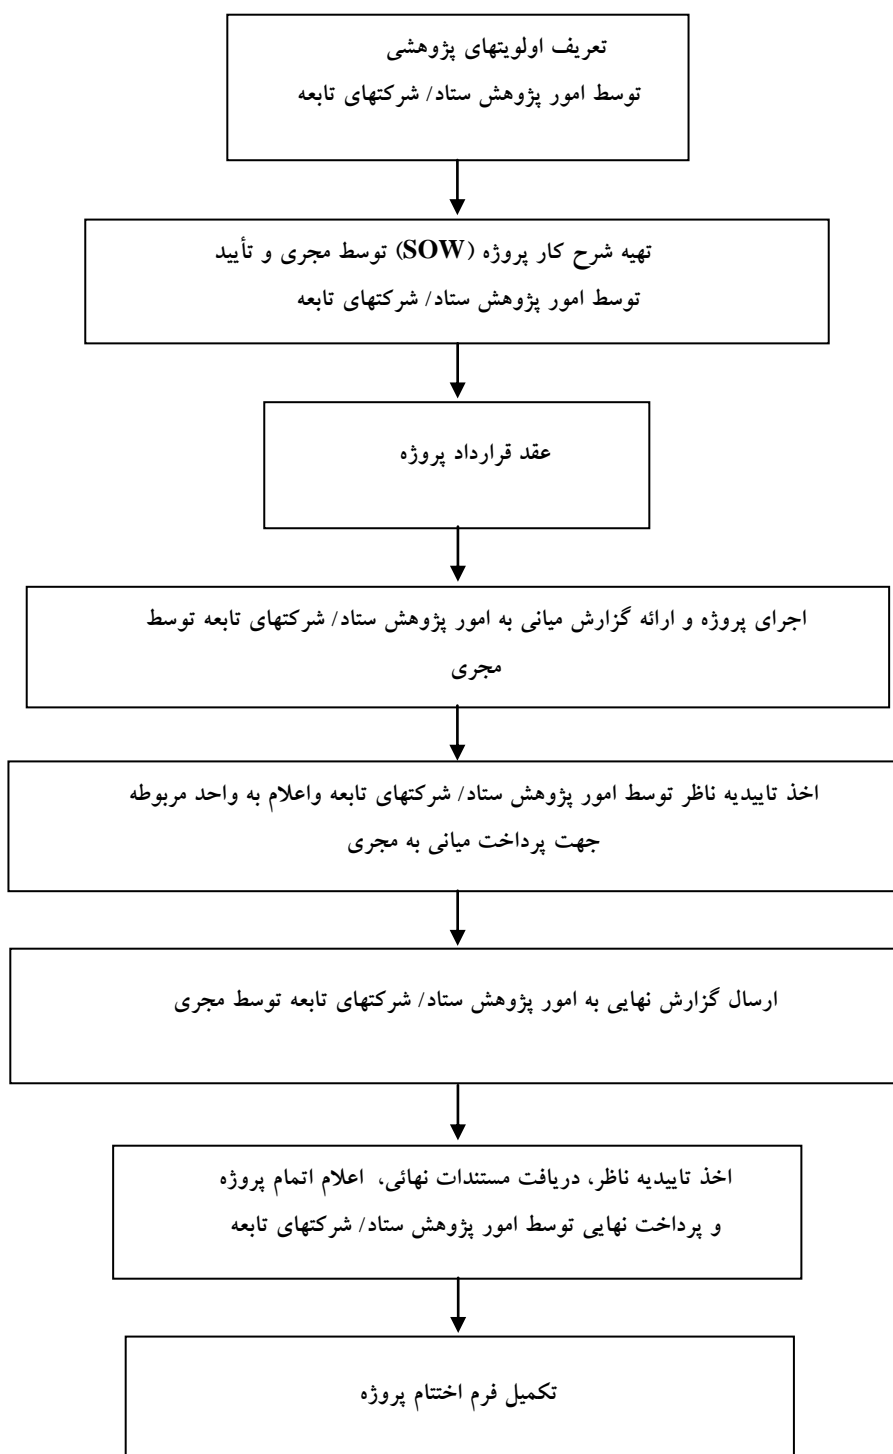 تعریف اولویتهای پژوهشی
توسط امور پژوهش ستاد/ شرکتهای تابعه
تهیه شرح کار پروژه (SOW) توسط مجری و تأیید
توسط امور پژوهش ستاد/ شرکتهای تابعه
عقد قرارداد پروژه
اجرای پروژه و ارائه گزارش میانی به امور پژوهش ستاد/ شرکتهای تابعه توسط
مجری
اخذ تاییدیه ناظر توسط امور پژوهش ستاد/ شرکتهای تابعه واعلام به واحد مربوطه
جهت پرداخت میانی به مجری
ارسال گزارش نهایی به امور پژوهش ستاد/ شرکتهای تابعه توسط مجری
اخذ تاییدیه ناظر، دریافت مستندات نهائی، اعلام اتمام پروژه
و پرداخت نهایی توسط امور پژوهش ستاد/ شرکتهای تابعه
تکمیل فرم اختتام پروژه